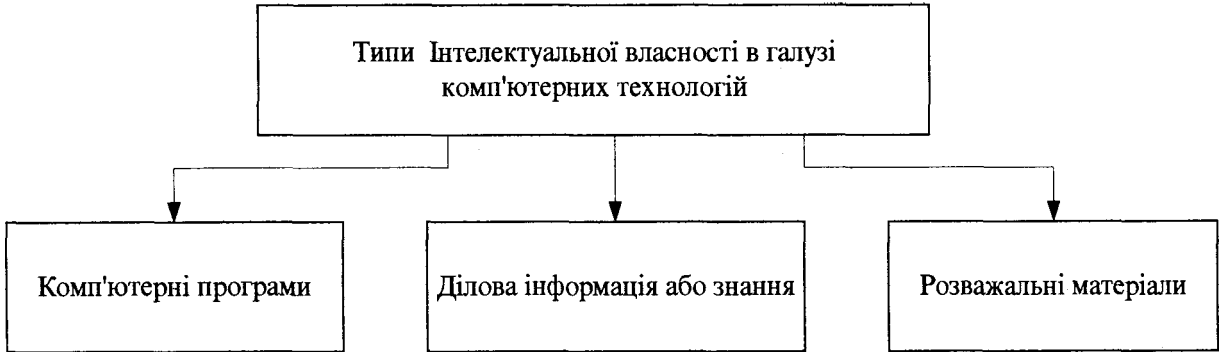 Типи Інтелектуальної власності в галузі
комп'ютерних технологій
Комп'ютерні програми
Ділова інформація або знання
Розважальні матеріали